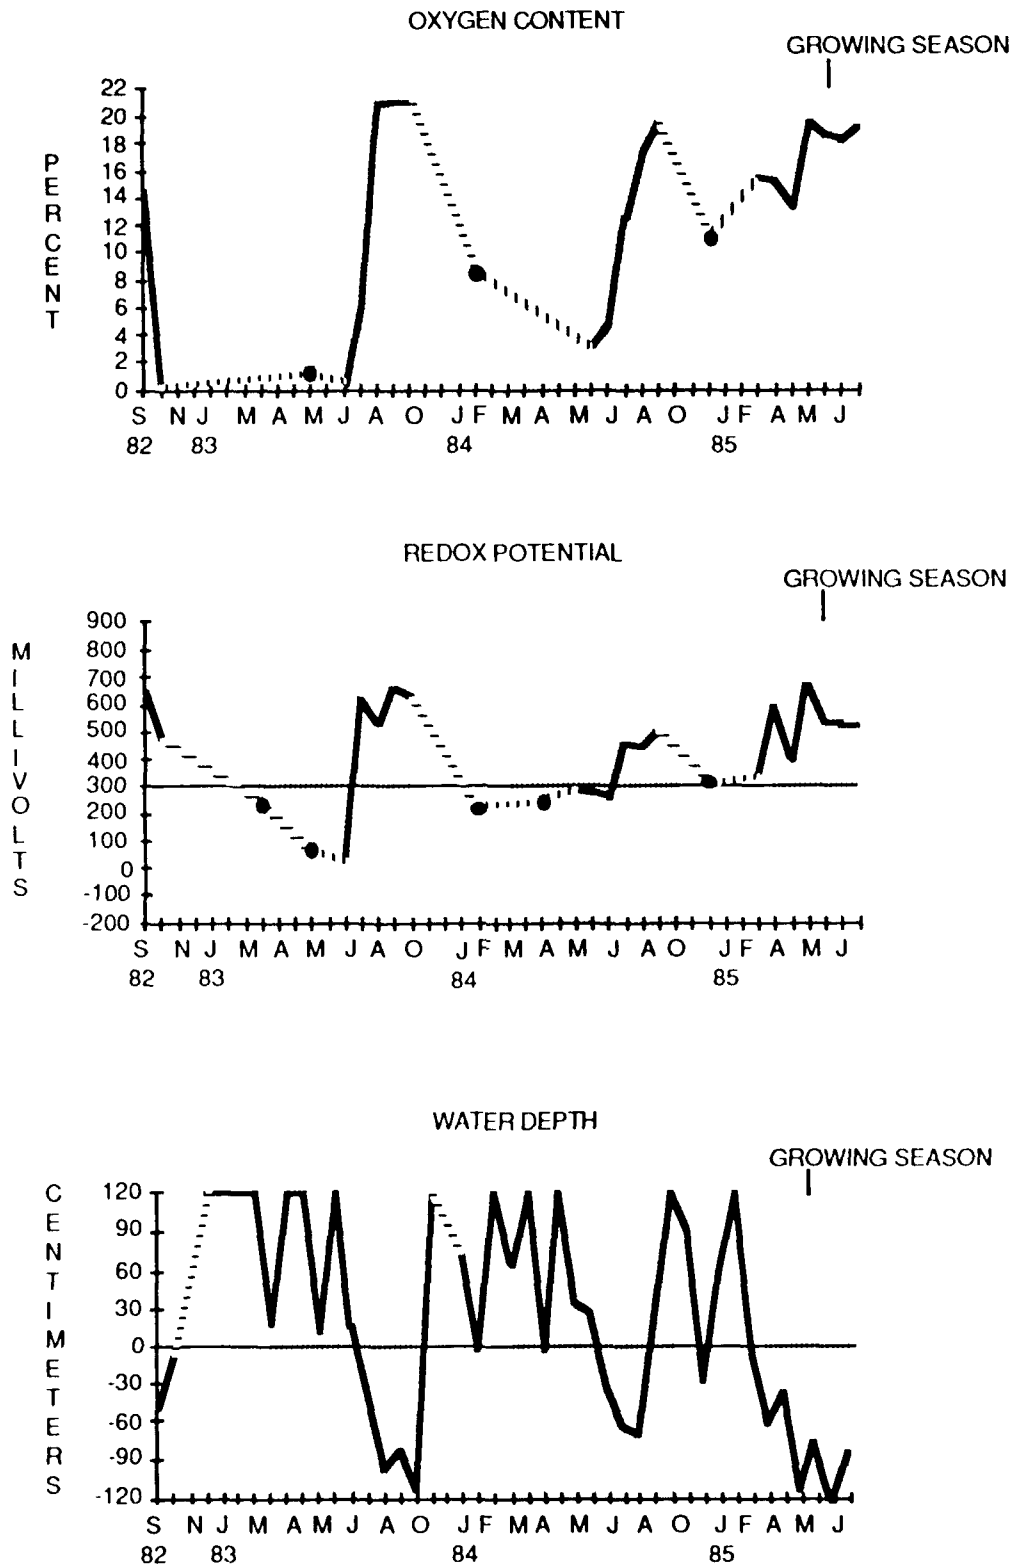 OXYGEN CONTENT
GROWING SEASON
PERCENT
22
20
18
16
14
12
10
8
6
4
2
0
S N J M A M J A O J F M A M J A O J F A M J
82 83 84 85
REDOX POTENTIAL
GROWING SEASON
MILLIVOLTS
900
800
700
600
500
400
300
200
100
0
-100
-200
S N J M A M J A O J F M A M J A O J F A M J
82 83 84 85
WATER DEPTH
GROWING SEASON
CENTIMETERS
120
90
60
30
0
-30
-60
-90
-120
S N J M A M J A O J F M A M J A O J F A M J
82 83 84 85